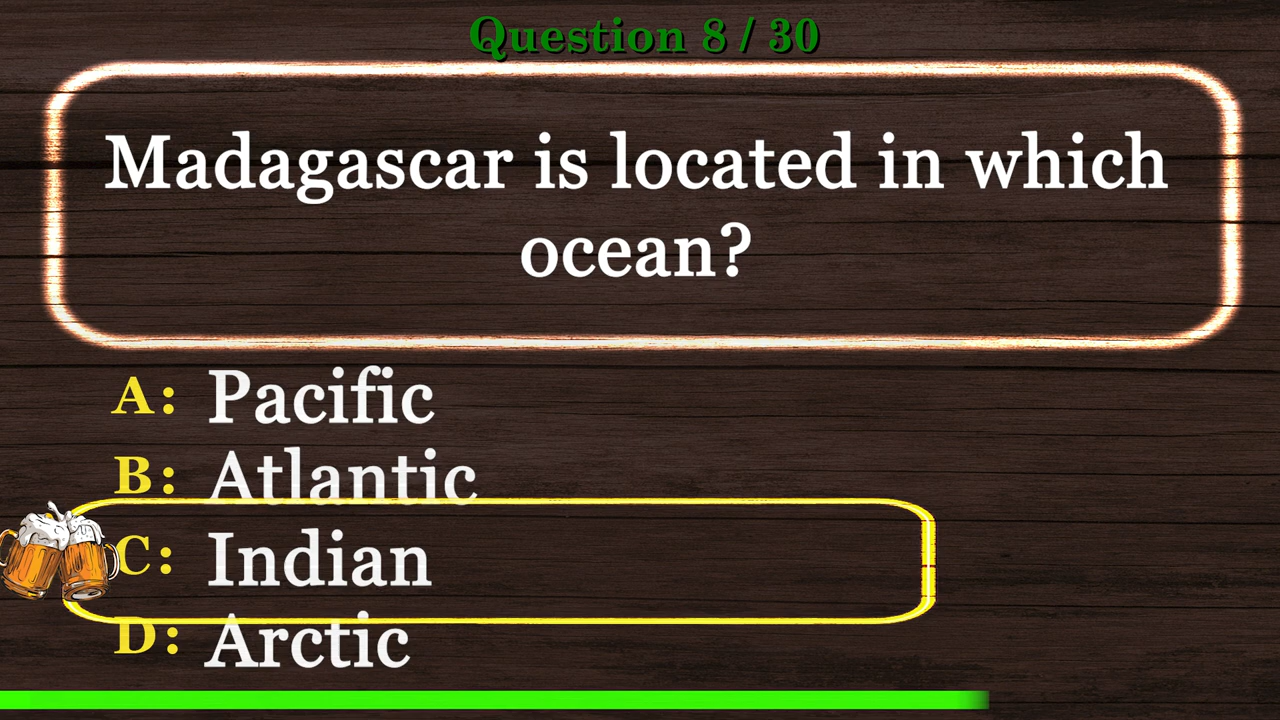 Question 8 / 30
Madagascar is located in which
ocean?
A: Pacific
B: Atlantic
C: Indian
D: Arctic